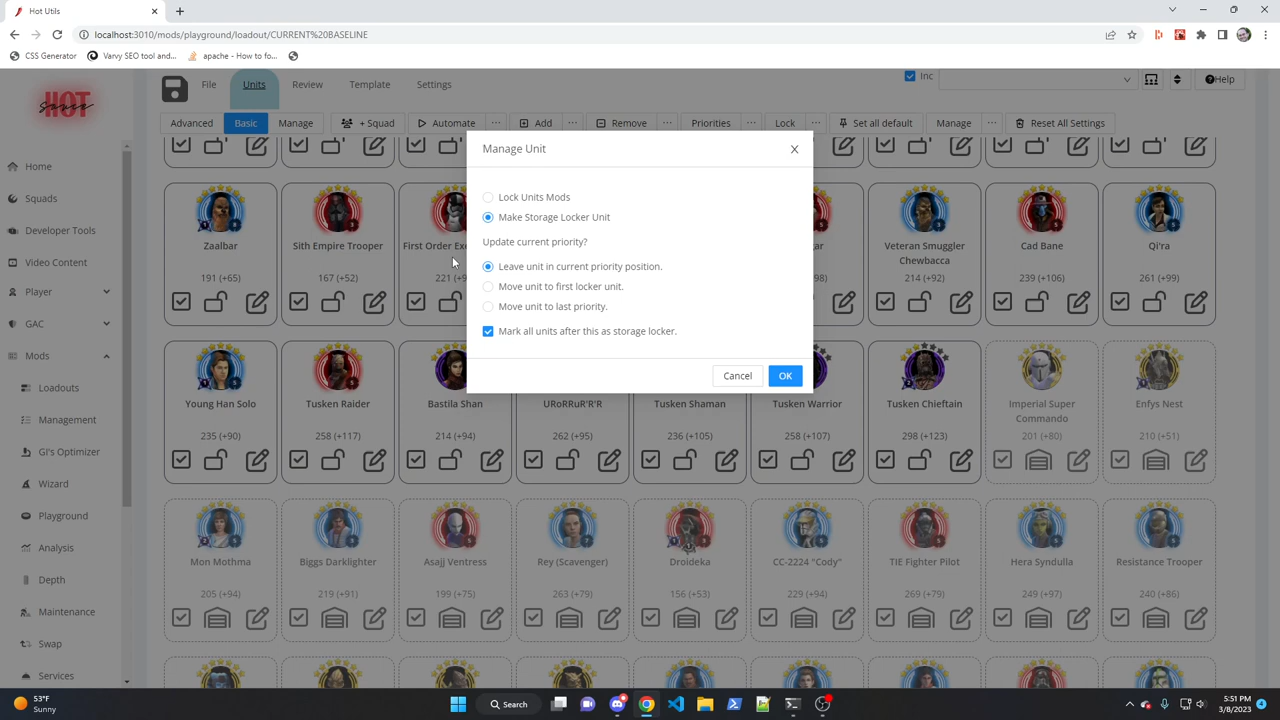 Hot Utils
localhost:3010/mods/playground/loadout/CURRENT%20BASELINE
CSS Generator
Varvy SEO tool and...
apache - How to fo...
HOT
sauce
File
Units
Review
Template
Settings
Inc
Help
Advanced
Basic
Manage
+ Squad
Automate
Add
Remove
Priorities
Lock
Set all default
Manage
Reset All Settings
Home
Squads
Developer Tools
Video Content
Player
GAC
Mods
Loadouts
Management
GI's Optimizer
Wizard
Playground
Analysis
Depth
Maintenance
Swap
Services
Manage Unit
Lock Units Mods
Make Storage Locker Unit
Update current priority?
Leave unit in current priority position.
Move unit to first locker unit.
Move unit to last priority.
Mark all units after this as storage locker.
Cancel
OK
Zaalbar
191 (+65)
Sith Empire Trooper
167 (+52)
First Order Exe
221 (+9
Veteran Smuggler
Chewbacca
214 (+92)
Cad Bane
239 (+106)
Qi'ra
261 (+99)
Young Han Solo
235 (+90)
Tusken Raider
258 (+117)
Bastila Shan
214 (+94)
URoRRuR'R'R
262 (+95)
Tusken Shaman
236 (+105)
Tusken Warrior
258 (+107)
Tusken Chieftain
298 (+123)
Imperial Super
Commando
201 (+80)
Enfys Nest
210 (+51)
Mon Mothma
205 (+94)
Biggs Darklighter
219 (+91)
Asajj Ventress
199 (+75)
Rey (Scavenger)
263 (+79)
Droideka
156 (+53)
CC-2224 "Cody"
229 (+94)
TIE Fighter Pilot
269 (+79)
Hera Syndulla
249 (+97)
Resistance Trooper
240 (+86)
53°F
Sunny
Search
5:51 PM
3/8/2023